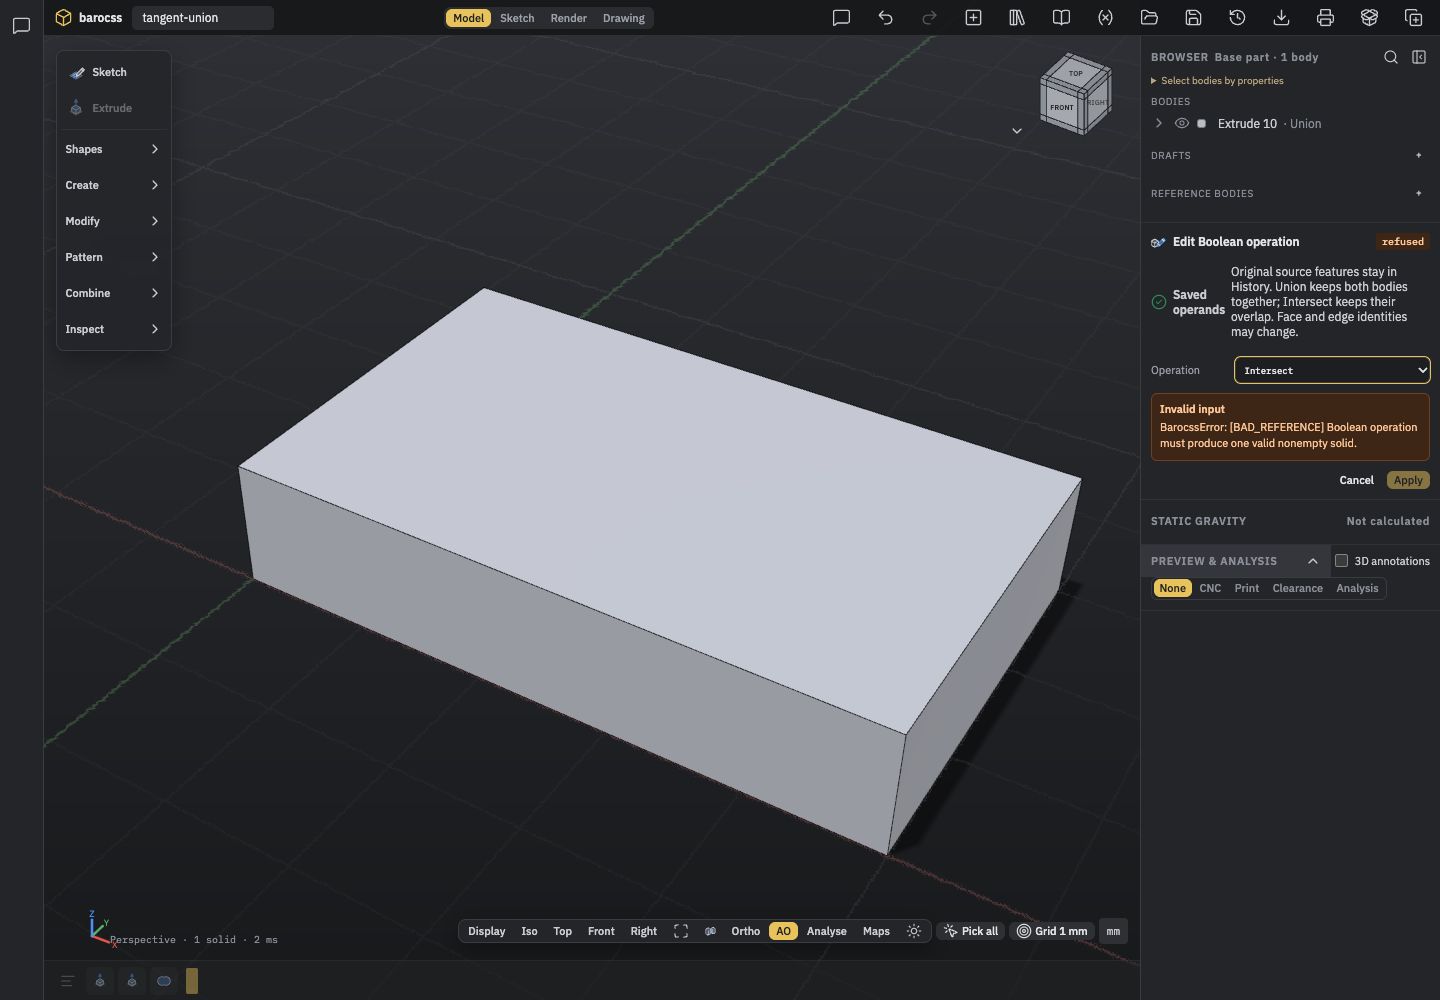 barocss
tangent-union
Model
Sketch
Render
Drawing
Sketch
Extrude
Shapes
Create
Modify
Pattern
Combine
Inspect
TOP
FRONT
RIGHT
BROWSER Base part · 1 body
Select bodies by properties
BODIES
Extrude 10 · Union
DRAFTS
REFERENCE BODIES
Edit Boolean operation
refused
Saved operands
Original source features stay in
History. Union keeps both bodies
together; Intersect keeps their
overlap. Face and edge identities
may change.
Operation
Intersect
Invalid input
BarocssError: [BAD_REFERENCE] Boolean operation
must produce one valid nonempty solid.
Cancel
Apply
STATIC GRAVITY
Not calculated
PREVIEW & ANALYSIS
3D annotations
None
CNC
Print
Clearance
Analysis
Z
Y
X
Perspective · 1 solid · 2 ms
Display
Iso
Top
Front
Right
Ortho
AO
Analyse
Maps
Pick all
Grid 1 mm
mm